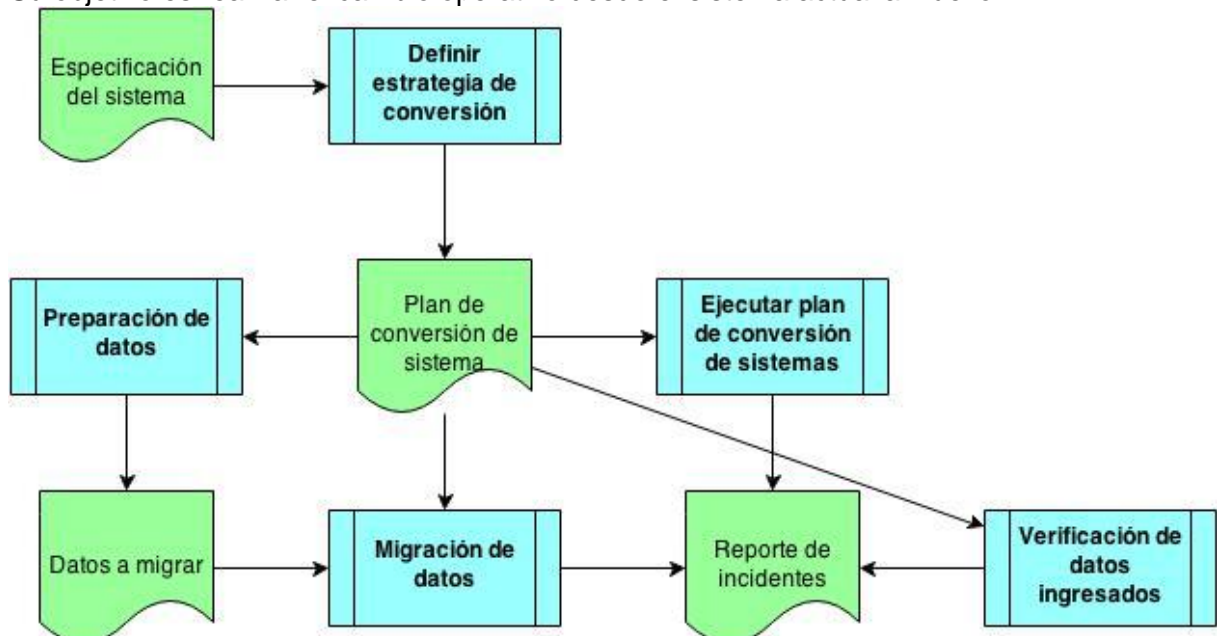 Especificación
del sistema
Definir
estrategia de
conversión
Preparación de
datos
Plan de
conversión de
sistema
Ejecutar plan
de conversión
de sistemas
Datos a migrar
Migración de
datos
Reporte de
incidentes
Verificación de
datos
ingresados